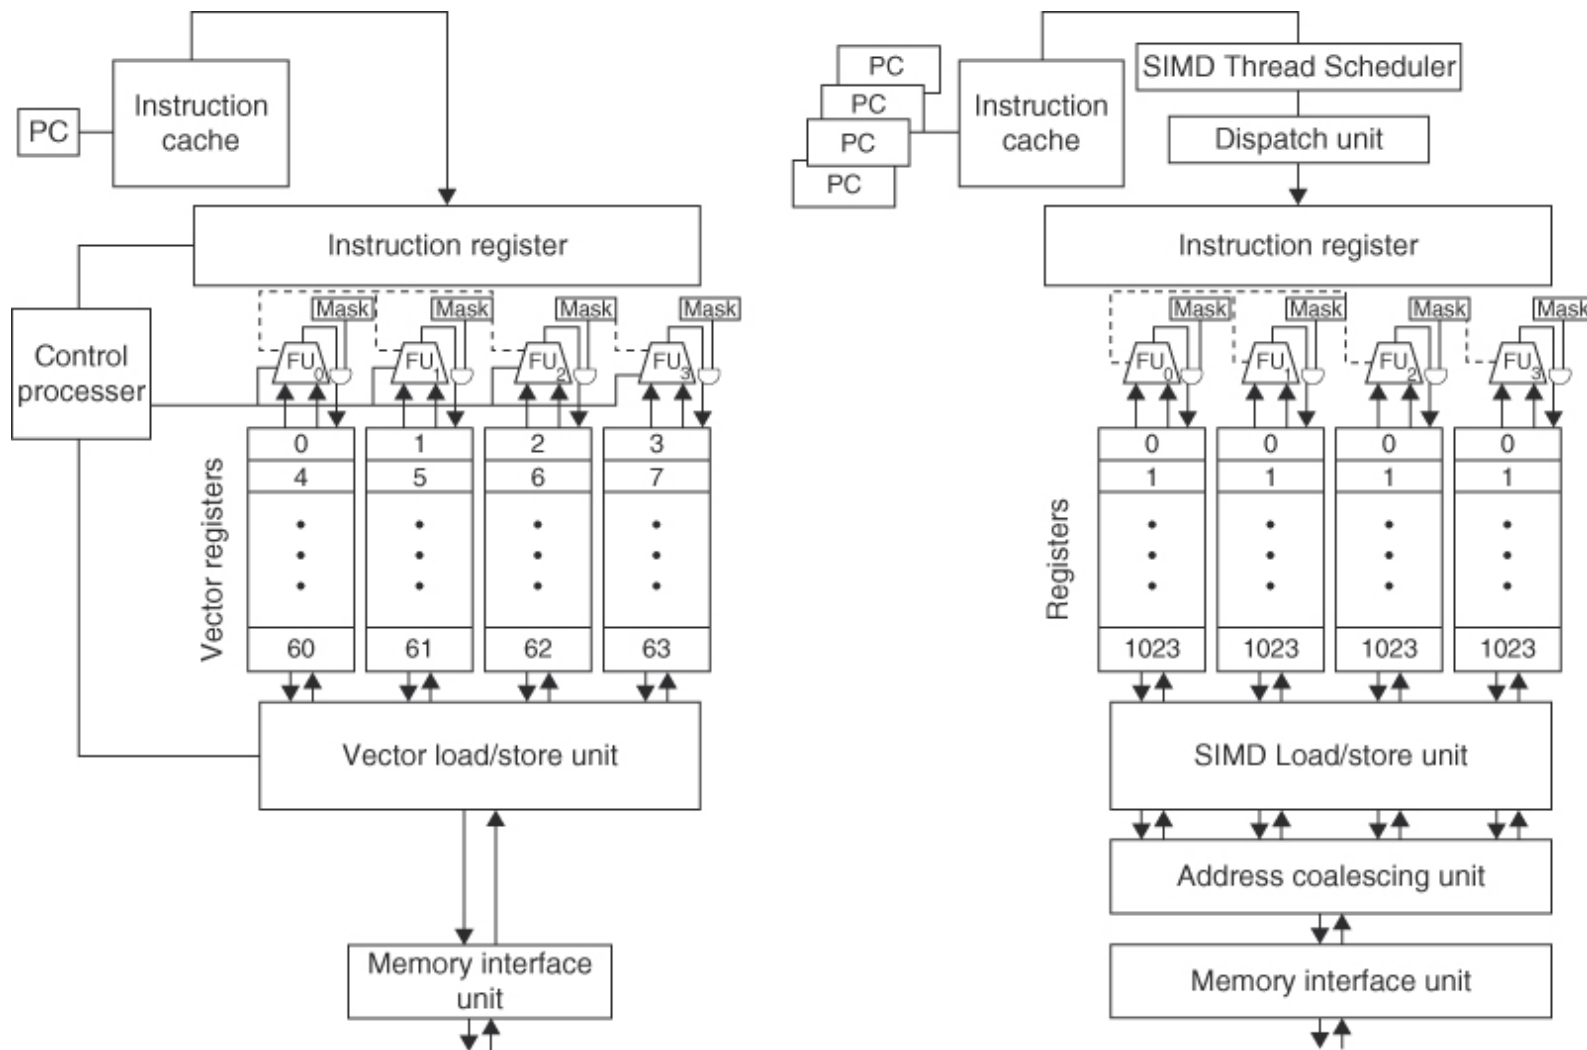 PC
Instruction
cache
Instruction register
Control
processer
Mask
Mask
Mask
Mask
FU0
FU1
FU2
FU3
Vector registers
0
1
2
3
4
5
6
7
60
61
62
63
Vector load/store unit
Memory interface
unit
PC
PC
PC
PC
Instruction
cache
SIMD Thread Scheduler
Dispatch unit
Instruction register
Mask
Mask
Mask
Mask
FU0
FU1
FU2
FU3
Registers
0
0
0
0
1
1
1
1
1023
1023
1023
1023
SIMD Load/store unit
Address coalescing unit
Memory interface unit